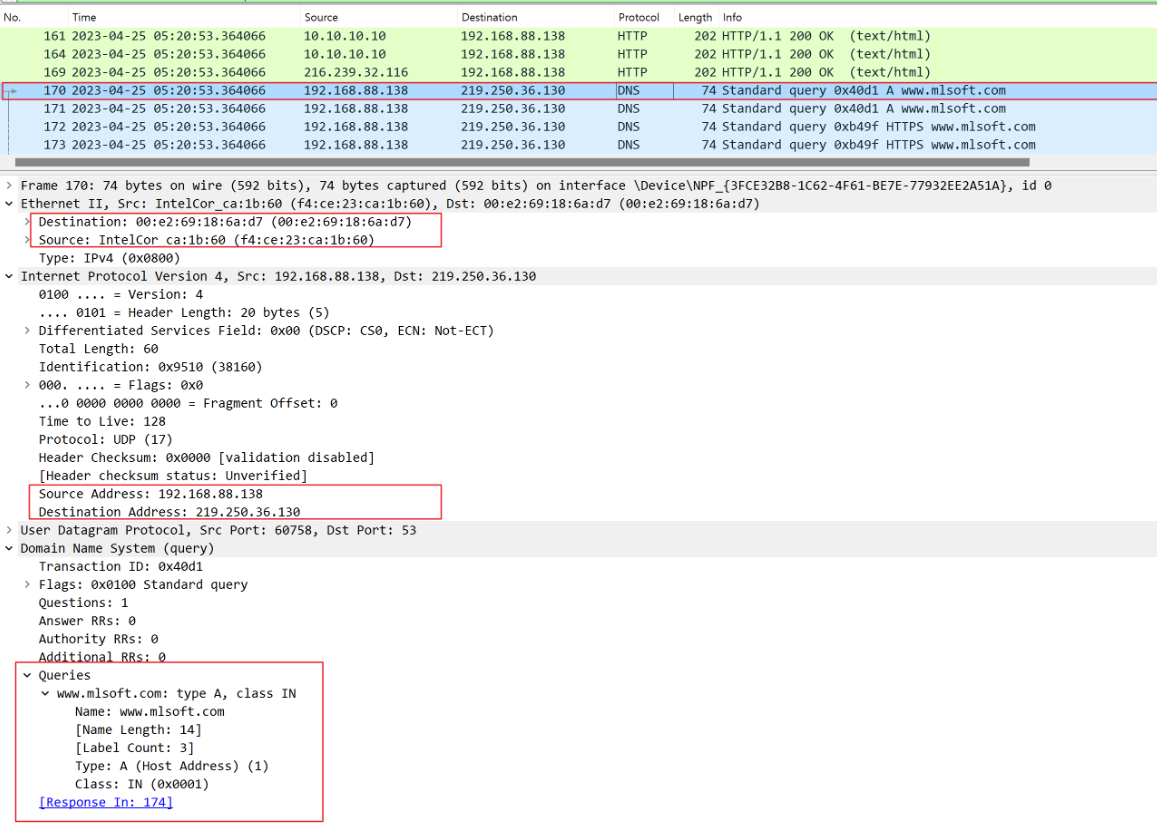 No. Time Source Destination Protocol Length Info
161 2023-04-25 05:20:53.364066 10.10.10.10 192.168.88.138 HTTP 202 HTTP/1.1 200 OK (text/html)
164 2023-04-25 05:20:53.364066 10.10.10.10 192.168.88.138 HTTP 202 HTTP/1.1 200 OK (text/html)
169 2023-04-25 05:20:53.364066 216.239.32.116 192.168.88.138 HTTP 202 HTTP/1.1 200 OK (text/html)
170 2023-04-25 05:20:53.364066 192.168.88.138 219.250.36.130 DNS 74 Standard query 0x40d1 A www.mlsoft.com
171 2023-04-25 05:20:53.364066 192.168.88.138 219.250.36.130 DNS 74 Standard query 0x40d1 A www.mlsoft.com
172 2023-04-25 05:20:53.364066 192.168.88.138 219.250.36.130 DNS 74 Standard query 0xb49f HTTPS www.mlsoft.com
173 2023-04-25 05:20:53.364066 192.168.88.138 219.250.36.130 DNS 74 Standard query 0xb49f HTTPS www.mlsoft.com
Frame 170: 74 bytes on wire (592 bits), 74 bytes captured (592 bits) on interface \Device\NPF_{3FCE32B8-1C62-4F61-BE7E-77932EE2A51A}, id 0
Ethernet II, Src: IntelCor_ca:1b:60 (f4:ce:23:ca:1b:60), Dst: 00:e2:69:18:6a:d7 (00:e2:69:18:6a:d7)
Destination: 00:e2:69:18:6a:d7 (00:e2:69:18:6a:d7)
Source: IntelCor_ca:1b:60 (f4:ce:23:ca:1b:60)
Type: IPv4 (0x0800)
Internet Protocol Version 4, Src: 192.168.88.138, Dst: 219.250.36.130
0100 .... = Version: 4
.... 0101 = Header Length: 20 bytes (5)
Differentiated Services Field: 0x00 (DSCP: CS0, ECN: Not-ECT)
Total Length: 60
Identification: 0x9510 (38160)
000. .... = Flags: 0x0
...0 0000 0000 0000 = Fragment Offset: 0
Time to Live: 128
Protocol: UDP (17)
Header Checksum: 0x0000 [validation disabled]
[Header checksum status: Unverified]
Source Address: 192.168.88.138
Destination Address: 219.250.36.130
User Datagram Protocol, Src Port: 60758, Dst Port: 53
Domain Name System (query)
Transaction ID: 0x40d1
Flags: 0x0100 Standard query
Questions: 1
Answer RRs: 0
Authority RRs: 0
Additional RRs: 0
Queries
www.mlsoft.com: type A, class IN
Name: www.mlsoft.com
[Name Length: 14]
[Label Count: 3]
Type: A (Host Address) (1)
Class: IN (0x0001)
[Response In: 174]